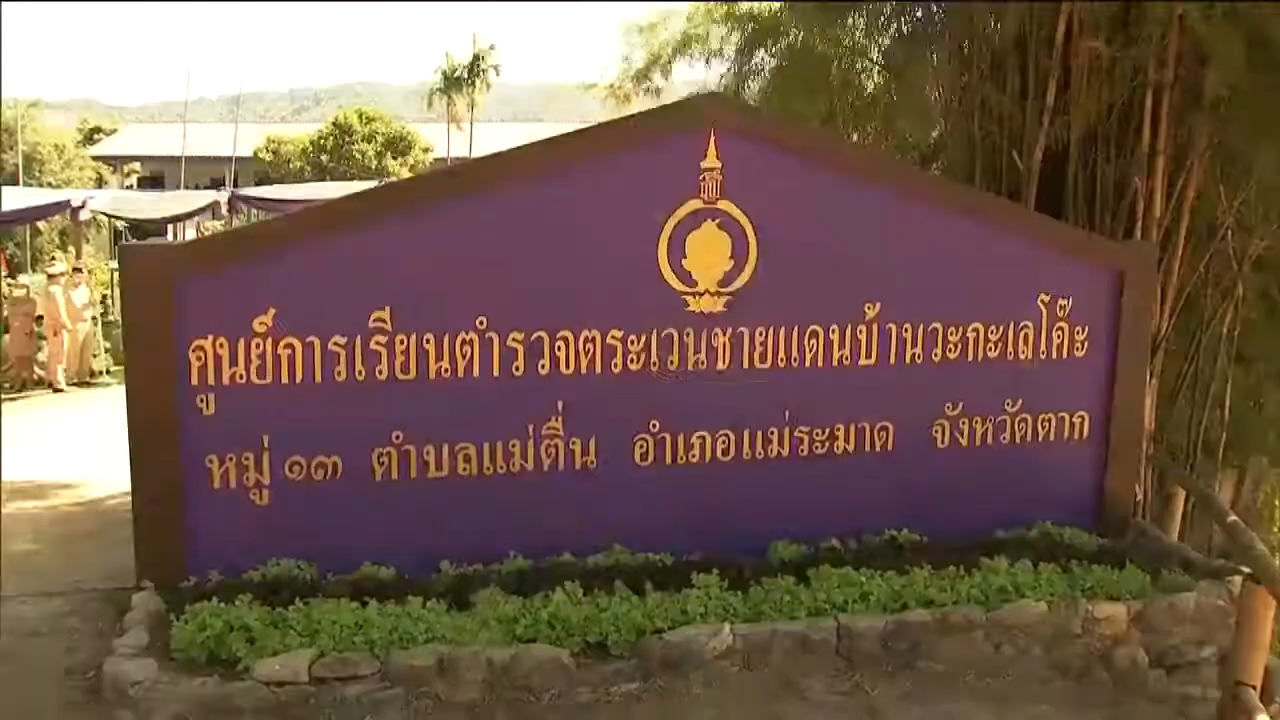 ศูนย์การเรียนตำรวจตระเวนชายแดนบ้านวะกะเลโค๊ะ
หมู่ ๑๓ ตำบลแม่ตื่น อำเภอแม่ระมาด จังหวัดตาก